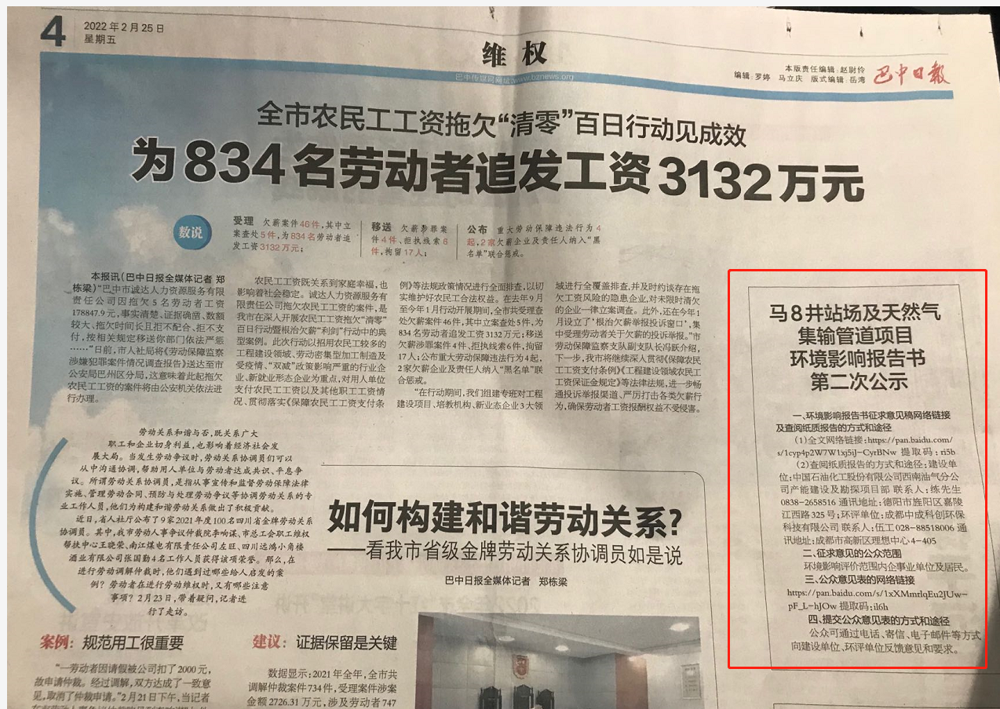 4
2022年2月25日
星期五
维 权
巴中传媒网网址:www.bznews.org
本版责任编辑:赵尉伶
编辑:罗婷 马立庆 版式编辑:岳湾
巴中日报
全市农民工工资拖欠“清零”百日行动见成效
为834名劳动者追发工资3132万元
数说
受理 欠薪案件46件,其中立
案查处5件,为834名劳动者追
发工资3132万元;
移送 欠薪涉罪案
件4件、拒执线索6
件,拘留17人;
公布 重大劳动保障违法行为4
起,2家欠薪企业及责任人纳入“黑
名单”联合惩戒。
本报讯(巴中日报全媒体记者 郑
栋梁)“巴中市诚达人力资源服务有限
责任公司因拖欠5名劳动者工资
178847.9元,事实清楚、证据确凿、数额
较大、拖欠时间长且拒不配合、拒不支
付,按相关规定移送你部门依法严惩
……”日前,市人社局将《劳动保障监察
涉嫌犯罪案件情况调查报告》送达至市
公安局巴州区分局,这意味着此起拖欠
农民工工资的案件将由公安机关依法进
行办理。
农民工工资既关系到家庭幸福,也
影响着社会稳定。诚达人力资源服务有
限责任公司拖欠农民工工资的案件,是
我市在深入开展农民工工资拖欠“清零”
百日行动暨根治欠薪“利剑”行动中的典
型案例。此次行动以招用农民工较多的
工程建设领域、劳动密集型加工制造及
受疫情、“双减”政策影响严重的行业企
业、新就业形态企业为重点,对用人单位
支付农民工工资以及其他职工工资情
况、贯彻落实《保障农民工工资支付条
例》等法规政策情况进行全面排查,以切
实维护好农民工合法权益。在去年9月
至今年1月行动开展期间,全市共受理查
处欠薪案件46件,其中立案查处5件,为
834名劳动者追发工资3132万元;移送
欠薪涉罪案件4件、拒执线索6件,拘留
17人;公布重大劳动保障违法行为4起,
2家欠薪企业及责任人纳入“黑名单”联
合惩戒。
“在行动期间,我们组建专班对工程
建设项目、培教机构、新业态企业3大领
域进行全覆盖排查,并及时约谈存在拖
欠工资风险的隐患企业,对未限时清欠
的企业一律立案调查。此外,还在今年1
月设立了‘根治欠薪举报投诉窗口’,集
中受理劳动者关于欠薪的投诉举报。”市
劳动保障监察支队副支队长冯跃介绍,
下一步,我市将继续深入贯彻《保障农民
工工资支付条例》《工程建设领域农民工
工资保证金规定》等法律法规,进一步畅
通投诉举报渠道、严厉打击各类欠薪行
为,确保劳动者工资报酬权益不受侵害。
劳动关系和谐与否,既关系广大
职工和企业切身利益,也影响着经济社会发
展大局。当发生劳动争议时,劳动关系协调员们可以
从中沟通协调,帮助用人单位与劳动者达成共识、平息争
议。所谓劳动关系协调员,是指从事宣传和监督劳动保障法律
实施、管理劳动合同、预防与处理劳动争议等协调劳动关系的专
业工作人员,他们为构建和谐劳动关系做出了积极贡献。
近日,省人社厅公布了9家2021年度100名四川省金牌劳动关系
协调员。其中,我市劳动人事争议仲裁院李响谋、市总工会职工维权
帮扶中心王晓荣、南江煤电有限责任公司左旺、四川远鸿小角楼
酒业有限公司张国勤4名工作人员获得该项荣誉。那么,在
进行劳动调解仲裁时,他们遇到过哪些给人启发的案
例?劳动者在进行劳动维权时,又有哪些注意
事项?2月23日,带着疑问,记者进
行了走访。
如何构建和谐劳动关系?
——看我市省级金牌劳动关系协调员如是说
巴中日报全媒体记者 郑栋梁
案例:规范用工很重要
“一劳动者因请假被公司扣了2000元,
故申请仲裁。经过调解,双方达成了一致意
见,取消了仲裁申请。”2月21日下午,当记者
建议:证据保留是关键
数据显示:2021年全年,全市共
调解仲裁案件734件,受理案件涉案
金额2726.31万元,涉及劳动者747
马8井站场及天然气
集输管道项目
环境影响报告书
第二次公示
一、环境影响报告书征求意见稿网络链接
及查阅纸质报告的方式和途径
(1)全文网络链接:https://pan.baidu.com/
s/1cyp4p2W7W1xj5iJ-CyrBNw 提取码:ri5b
(2)查阅纸质报告的方式和途径:建设单
位:中国石油化工股份有限公司西南油气分公
司产能建设及勘探项目部 联系人:练先生
0838-2658516 通讯地址:德阳市旌阳区嘉陵
江西路325号;环评单位:成都中成科创环保
科技有限公司 联系人:伍工 028-88518006 通
讯地址:成都市高新区理想中心4-405
二、征求意见的公众范围
环境影响评价范围内企事业单位及居民。
三、公众意见表的网络链接
https://pan.baidu.com/s/1xXMmrlqEu2JUw-
pF_L-hJOw 提取码:il6h
四、提交公众意见表的方式和途径
公众可通过电话、寄信、电子邮件等方式
向建设单位、环评单位反馈意见和要求。